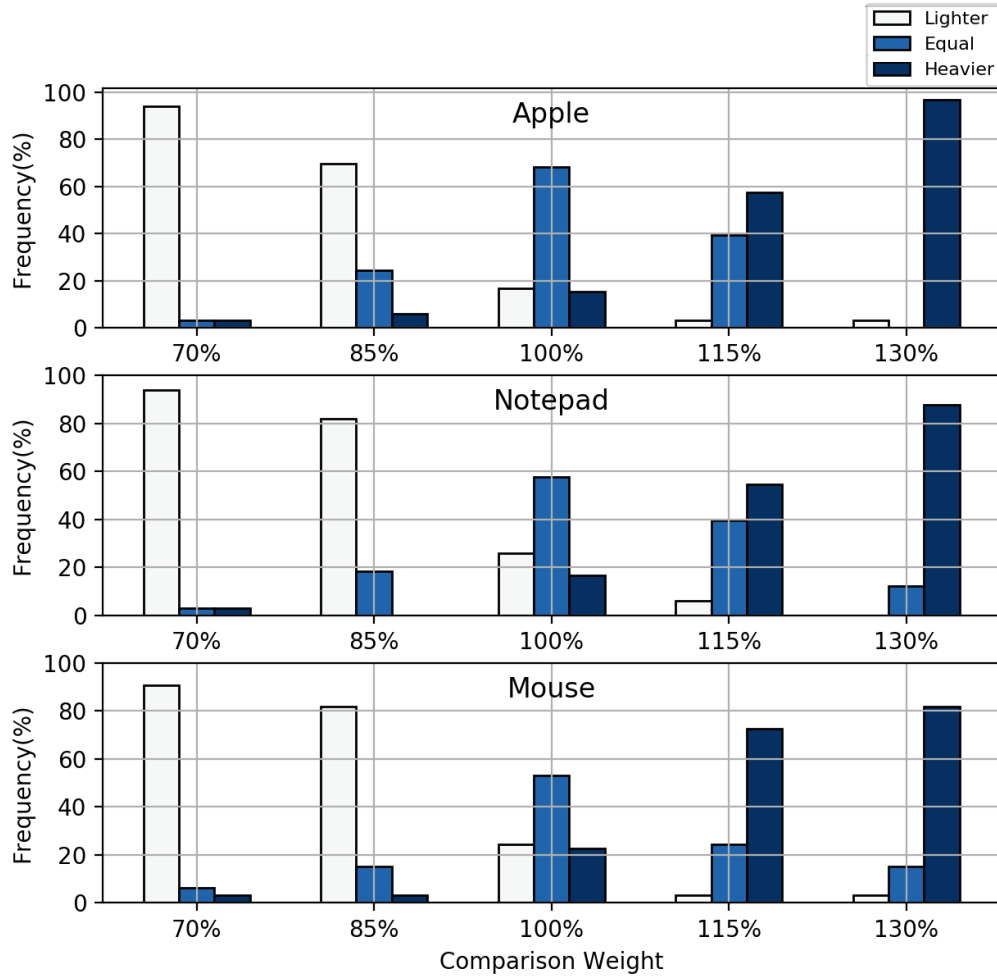 Lighter
Equal
Heavier
Apple
Frequency(%)
100
80
60
40
20
0
70% 85% 100% 115% 130%
Notepad
Frequency(%)
100
80
60
40
20
0
70% 85% 100% 115% 130%
Mouse
Frequency(%)
100
80
60
40
20
0
70% 85% 100% 115% 130%
Comparison Weight